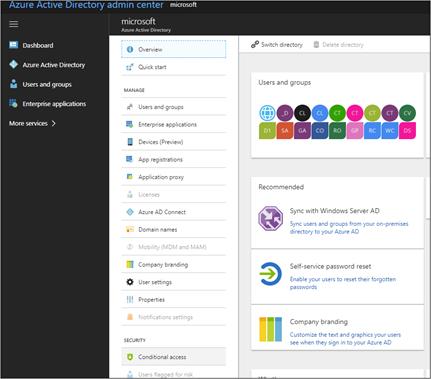 Azure Active Directory admin center microsoft
microsoft
Azure Active Directory
Dashboard
Azure Active Directory
Users and groups
Enterprise applications
More services
Overview
Quick start
MANAGE
Users and groups
Enterprise applications
Devices (Preview)
App registrations
Application proxy
Licenses
Azure AD Connect
Domain names
Mobility (MDM and MAM)
Company branding
User settings
Properties
Notifications settings
SECURITY
Conditional access
Users flagged for risk
Switch directory Delete directory
Users and groups
_D CL CL CT CT CT CT CV
D1 SA GA CO RO GP RC WC DS
Recommended
Sync with Windows Server AD
Sync users and groups from your on-premises
directory to your Azure AD
Self-service password reset
Enable your users to reset their forgotten
passwords
Company branding
Customize the text and graphics your users
see when they sign in to your Azure AD